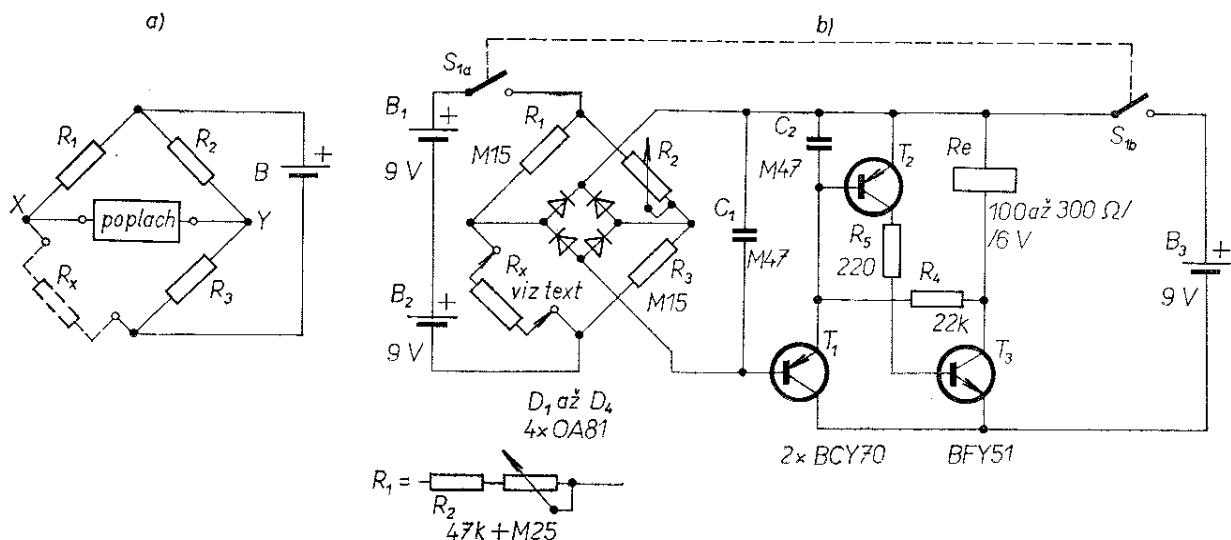 a)
R₁
R₂
B
+
X
poplach
Y
Rₓ
R₃
b)
S₁ₐ
B₁
+
9 V
R₁
M15
R₂
C₂
M47
T₂
Re
S₁b
C₁
M47
R₅
220
100 až 300 Ω/
/6 V
B₃
+
9 V
B₂
+
9 V
Rₓ
viz text
R₃
M15
R₄
22k
T₁
T₃
D₁ až D₄
4x OA81
2x BCY70
BFY51
R₁ =
R₂
47k + M25